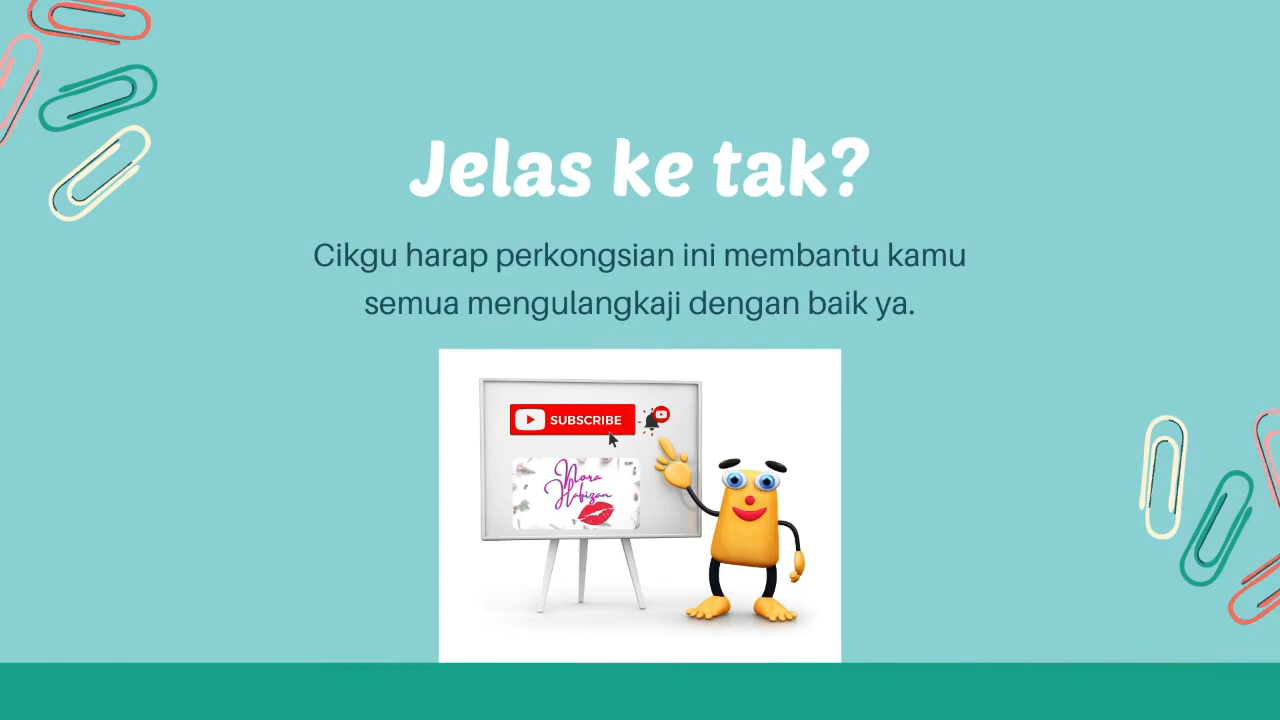 Jelas ke tak?
Cikgu harap perkongsian ini membantu kamu
semua mengulangkaji dengan baik ya.
SUBSCRIBE
Nora
Hafizan